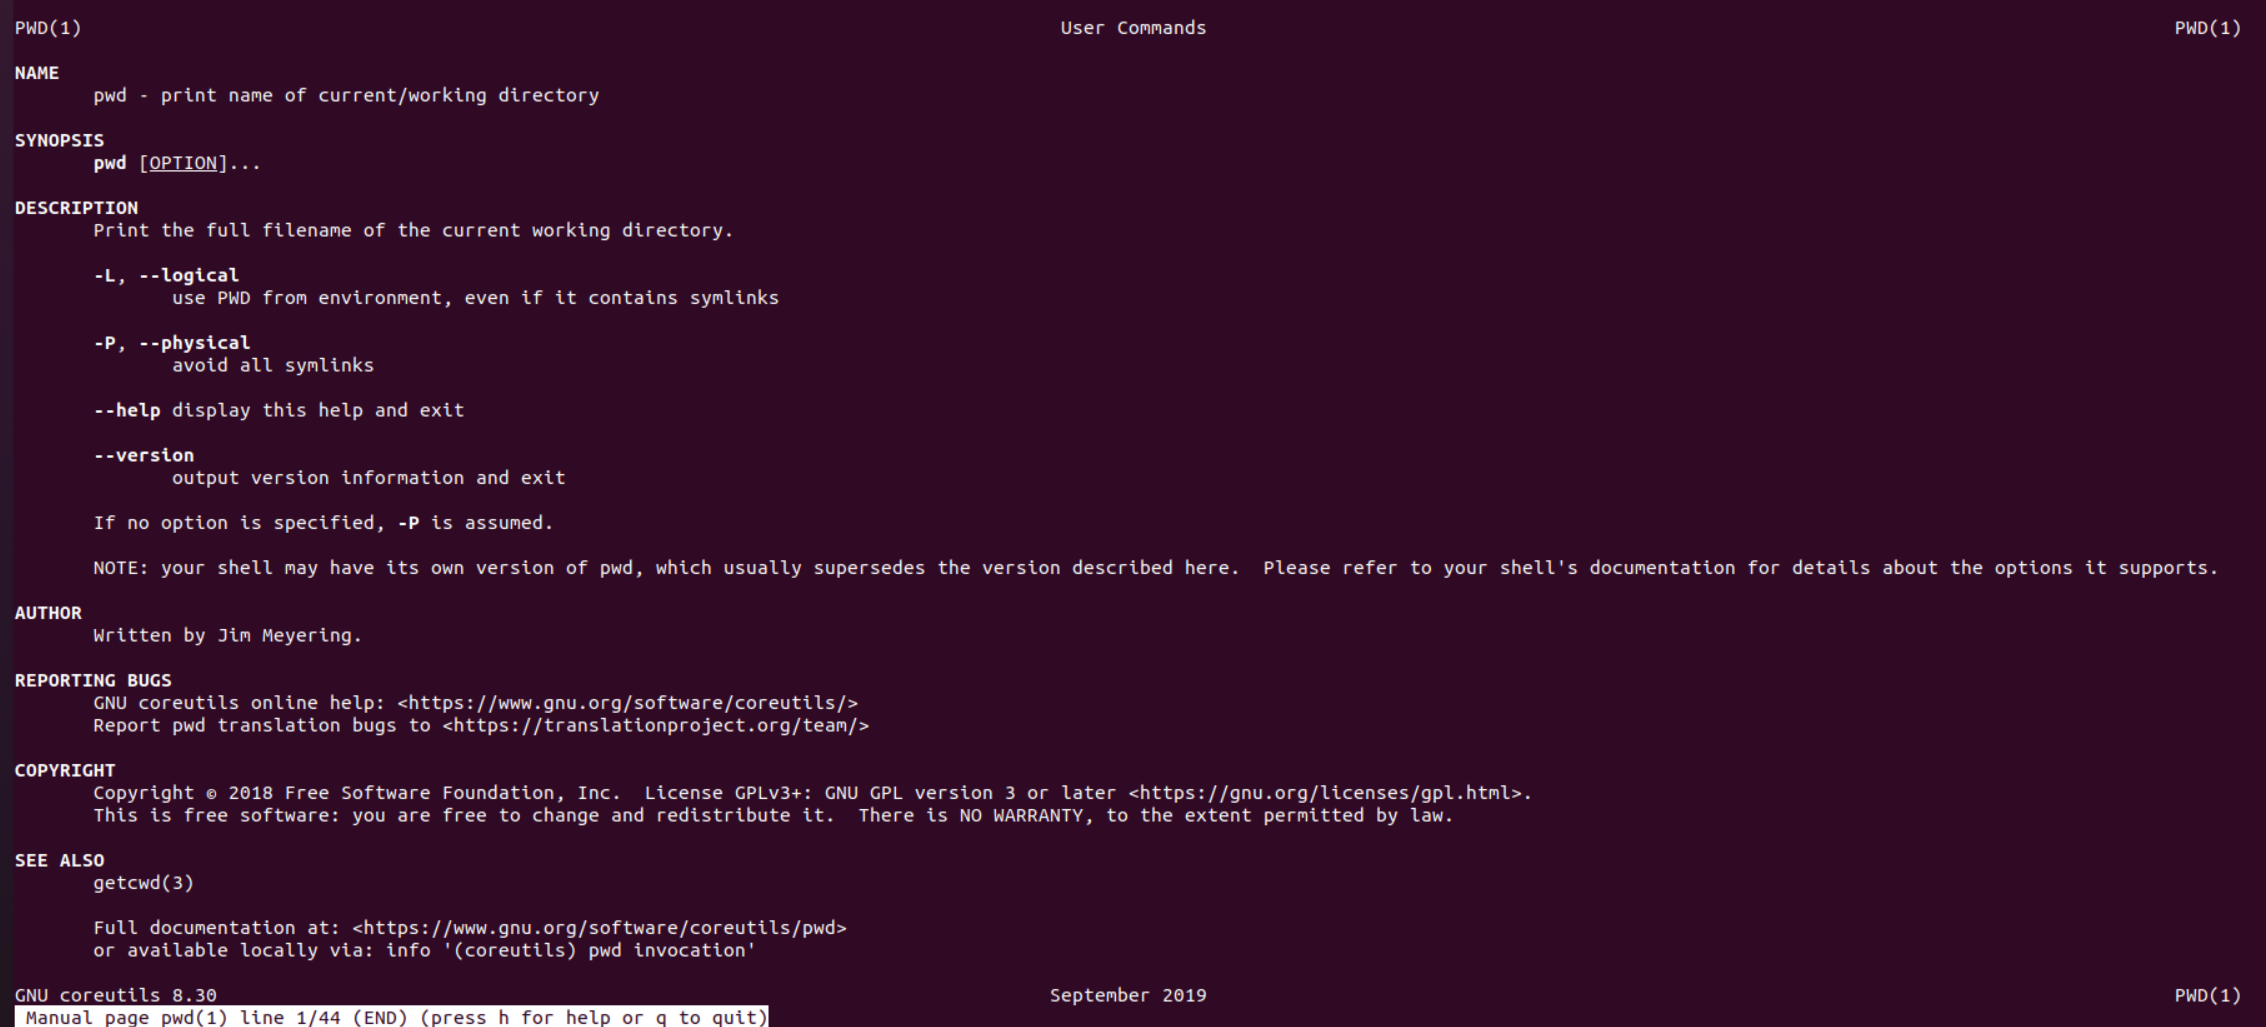 PWD(1) User Commands PWD(1)
NAME
pwd - print name of current/working directory
SYNOPSIS
pwd [OPTION]...
DESCRIPTION
Print the full filename of the current working directory.
-L, --logical
use PWD from environment, even if it contains symlinks
-P, --physical
avoid all symlinks
--help display this help and exit
--version
output version information and exit
If no option is specified, -P is assumed.
NOTE: your shell may have its own version of pwd, which usually supersedes the version described here.  Please refer to your shell's documentation for details about the options it supports.
AUTHOR
Written by Jim Meyering.
REPORTING BUGS
GNU coreutils online help: <https://www.gnu.org/software/coreutils/>
Report pwd translation bugs to <https://translationproject.org/team/>
COPYRIGHT
Copyright © 2018 Free Software Foundation, Inc.  License GPLv3+: GNU GPL version 3 or later <https://gnu.org/licenses/gpl.html>.
This is free software: you are free to change and redistribute it.  There is NO WARRANTY, to the extent permitted by law.
SEE ALSO
getcwd(3)
Full documentation at: <https://www.gnu.org/software/coreutils/pwd>
or available locally via: info '(coreutils) pwd invocation'
GNU coreutils 8.30 September 2019 PWD(1)
Manual page pwd(1) line 1/44 (END) (press h for help or q to quit)